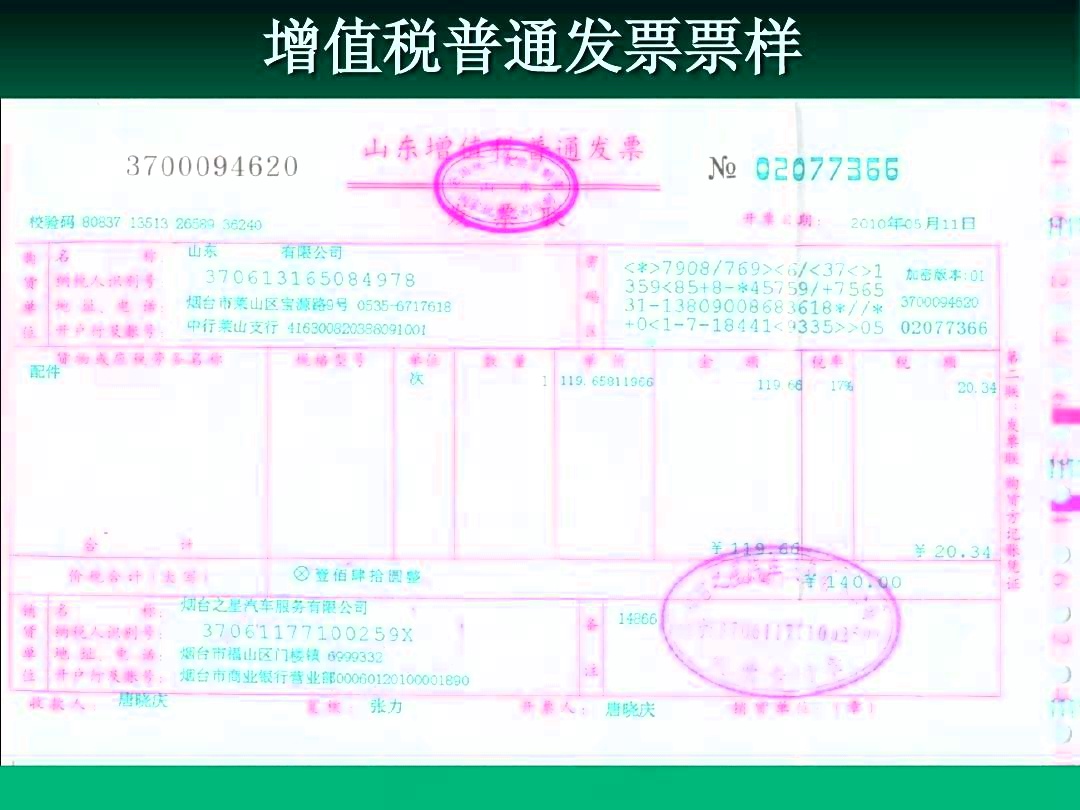 增值税普通发票票样
山东增值税普通发票
3700094620
№ 02077366
校验码 80837 13513 26589 36240
开票日期： 2010年05月11日
名 称： 山东 有限公司
纳税人识别号： 370613165084978
地 址、电 话： 烟台市莱山区宝源路9号 0535-6717618
开户行及账号： 中行莱山支行 416300820388091001
密码区
<*>7908/769><6/<37<>1 加密版本:01
359<85+8-*45759/+7565 3700094620
31-13809008683618*//*
+0<1-7-18441<9335>>05 02077366
货物或应税劳务名称 规格型号 单位 数 量 单 价 金 额 税率 税 额
配件 次 1 119.65811966 119.66 17% 20.34
合 计 ￥119.66 ￥20.34
价税合计（大写） ⊗壹佰肆拾圆整 ￥140.00
名 称： 烟台之星汽车服务有限公司
纳税人识别号： 37061177100259X
地 址、电 话： 烟台市福山区门楼镇 6999332
开户行及账号： 烟台市商业银行营业部00060120100001890
备注 14866
收款人： 唐晓庆 复核： 张力 开票人： 唐晓庆 销货单位：（章）
第二联：发票联 购货方记账凭证